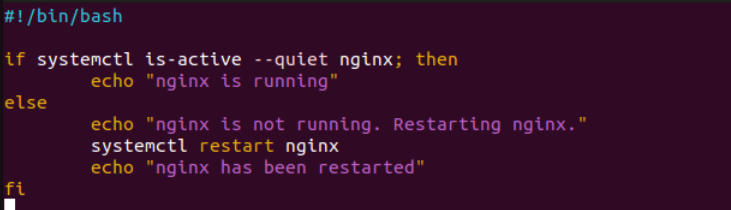 #!/bin/bash

if systemctl is-active --quiet nginx; then
        echo "nginx is running"
else
        echo "nginx is not running. Restarting nginx."
        systemctl restart nginx
        echo "nginx has been restarted"
fi